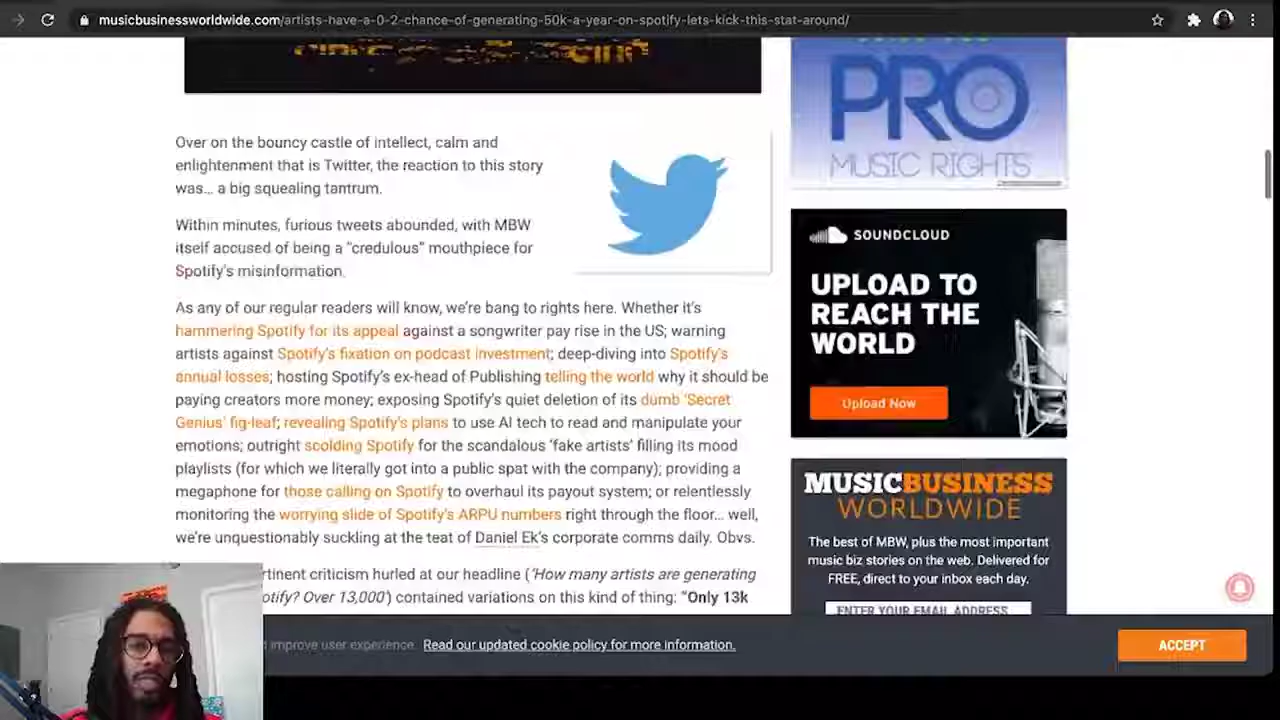 musicbusinessworldwide.com/artists-have-a-0-2-chance-of-generating-50k-a-year-on-spotify-lets-kick-this-stat-around/
Over on the bouncy castle of intellect, calm and
enlightenment that is Twitter, the reaction to this story
was... a big squealing tantrum.
Within minutes, furious tweets abounded, with MBW
itself accused of being a "credulous" mouthpiece for
Spotify's misinformation.
As any of our regular readers will know, we're bang to rights here. Whether it's
hammering Spotify for its appeal against a songwriter pay rise in the US; warning
artists against Spotify's fixation on podcast investment; deep-diving into Spotify's
annual losses; hosting Spotify's ex-head of Publishing telling the world why it should be
paying creators more money; exposing Spotify's quiet deletion of its dumb 'Secret
Genius' fig-leaf; revealing Spotify's plans to use AI tech to read and manipulate your
emotions; outright scolding Spotify for the scandalous 'fake artists' filling its mood
playlists (for which we literally got into a public spat with the company); providing a
megaphone for those calling on Spotify to overhaul its payout system; or relentlessly
monitoring the worrying slide of Spotify's ARPU numbers right through the floor... well,
we're unquestionably sucking at the teat of Daniel Ek's corporate comms daily. Obvs.
rtinent criticism hurled at our headline ('How many artists are generating
otify? Over 13,000') contained variations on this kind of thing: "Only 13k
PRO
MUSIC RIGHTS
SOUNDCLOUD
UPLOAD TO
REACH THE
WORLD
Upload Now
MUSICBUSINESS
WORLDWIDE
The best of MBW, plus the most important
music biz stories on the web. Delivered for
FREE, direct to your inbox each day.
ENTER YOUR EMAIL ADDRESS
improve user experience. Read our updated cookie policy for more information.
ACCEPT